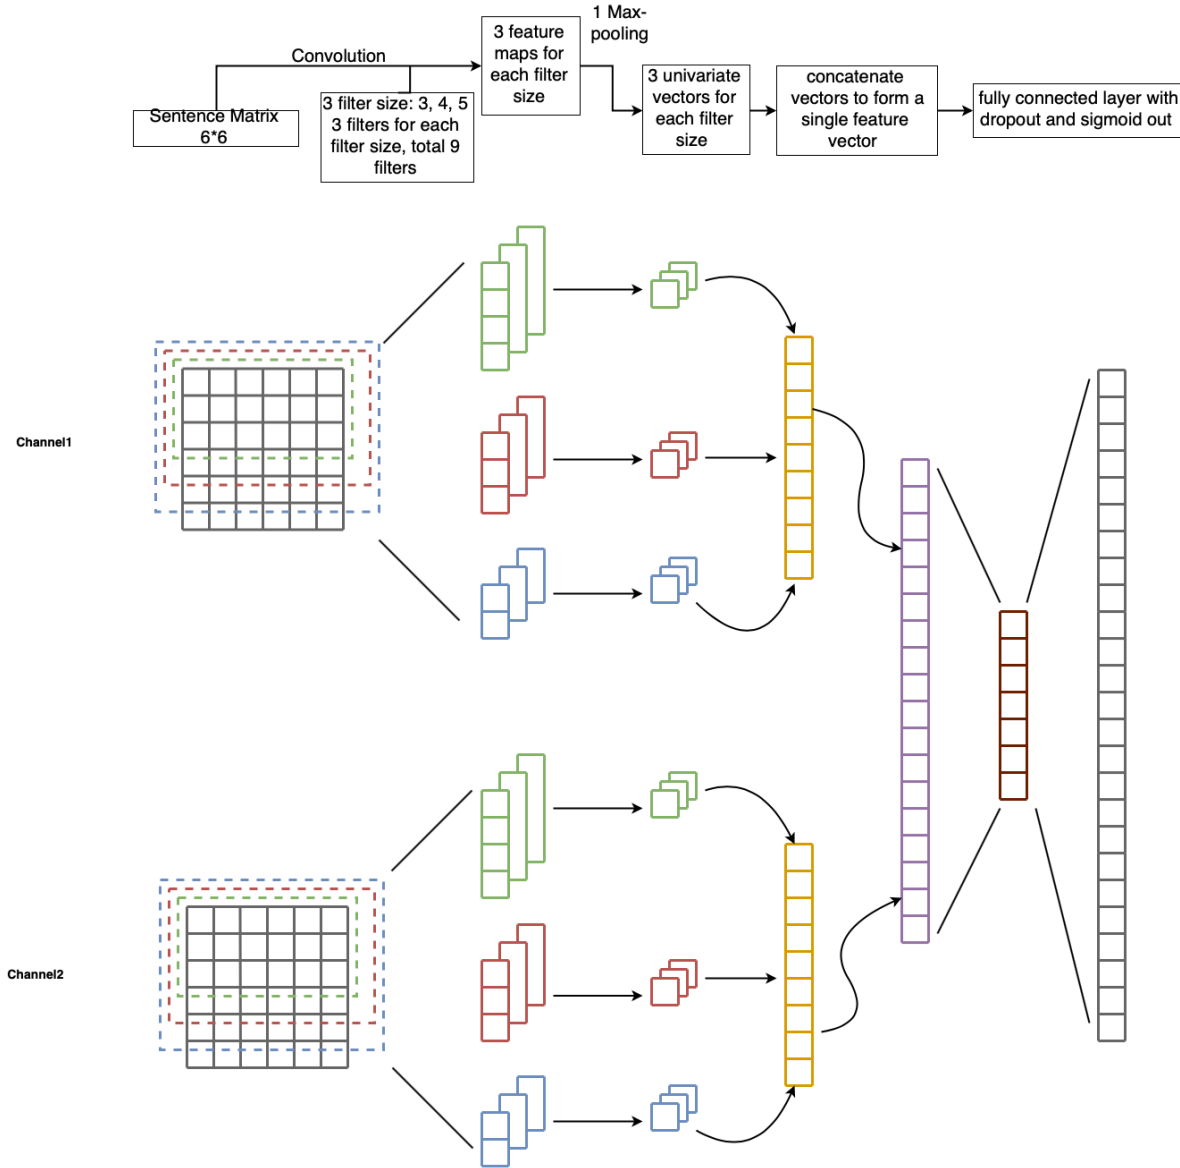 1 Max-
pooling
Convolution
3 feature
maps for
each filter
size
Sentence Matrix
6*6
3 filter size: 3, 4, 5
3 filters for each
filter size, total 9
filters
3 univariate
vectors for
each filter
size
concatenate
vectors to form a
single feature
vector
fully connected layer with
dropout and sigmoid out
Channel1
Channel2